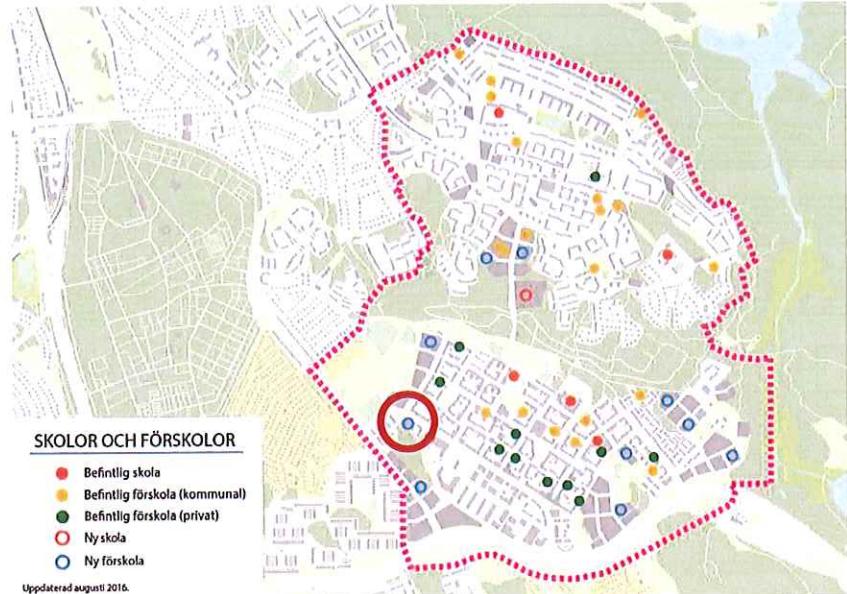 SKOLOR OCH FÖRSKOLOR
Befintlig skola
Befintlig förskola (kommunal)
Befintlig förskola (privat)
Ny skola
Ny förskola
Uppdaterad augusti 2016.